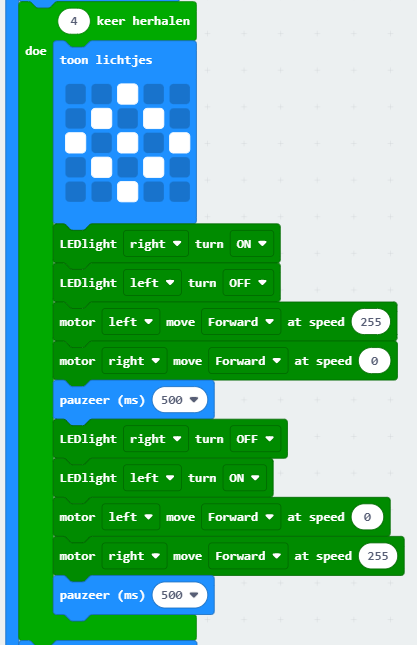 4 keer herhalen
doe
toon lichtjes
LEDlight right turn ON
LEDlight left turn OFF
motor left move Forward at speed 255
motor right move Forward at speed 0
pauzeer (ms) 500
LEDlight right turn OFF
LEDlight left turn ON
motor left move Forward at speed 0
motor right move Forward at speed 255
pauzeer (ms) 500